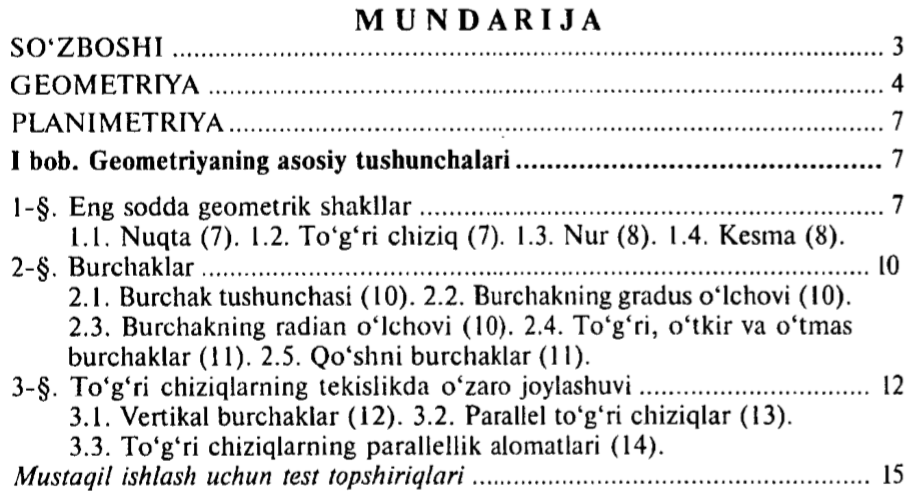 MUNDARIJA
SO‘ZBOSHI ........................................................................................ 3
GEOMETRIYA ................................................................................... 4
PLANIMETRIYA ................................................................................ 7
I bob. Geometriyaning asosiy tushunchalari ........................................ 7
1-§. Eng sodda geometrik shakllar ....................................................... 7
1.1. Nuqta (7). 1.2. To‘g‘ri chiziq (7). 1.3. Nur (8). 1.4. Kesma (8).
2-§. Burchaklar ................................................................................. 10
2.1. Burchak tushunchasi (10). 2.2. Burchakning gradus o‘lchovi (10).
2.3. Burchakning radian o‘lchovi (10). 2.4. To‘g‘ri, o‘tkir va o‘tmas
burchaklar (11). 2.5. Qo‘shni burchaklar (11).
3-§. To‘g‘ri chiziqlarning tekislikda o‘zaro joylashuvi ........................... 12
3.1. Vertikal burchaklar (12). 3.2. Parallel to‘g‘ri chiziqlar (13).
3.3. To‘g‘ri chiziqlarning parallellik alomatlari (14).
Mustaqil ishlash uchun test topshiriqlari ............................................. 15